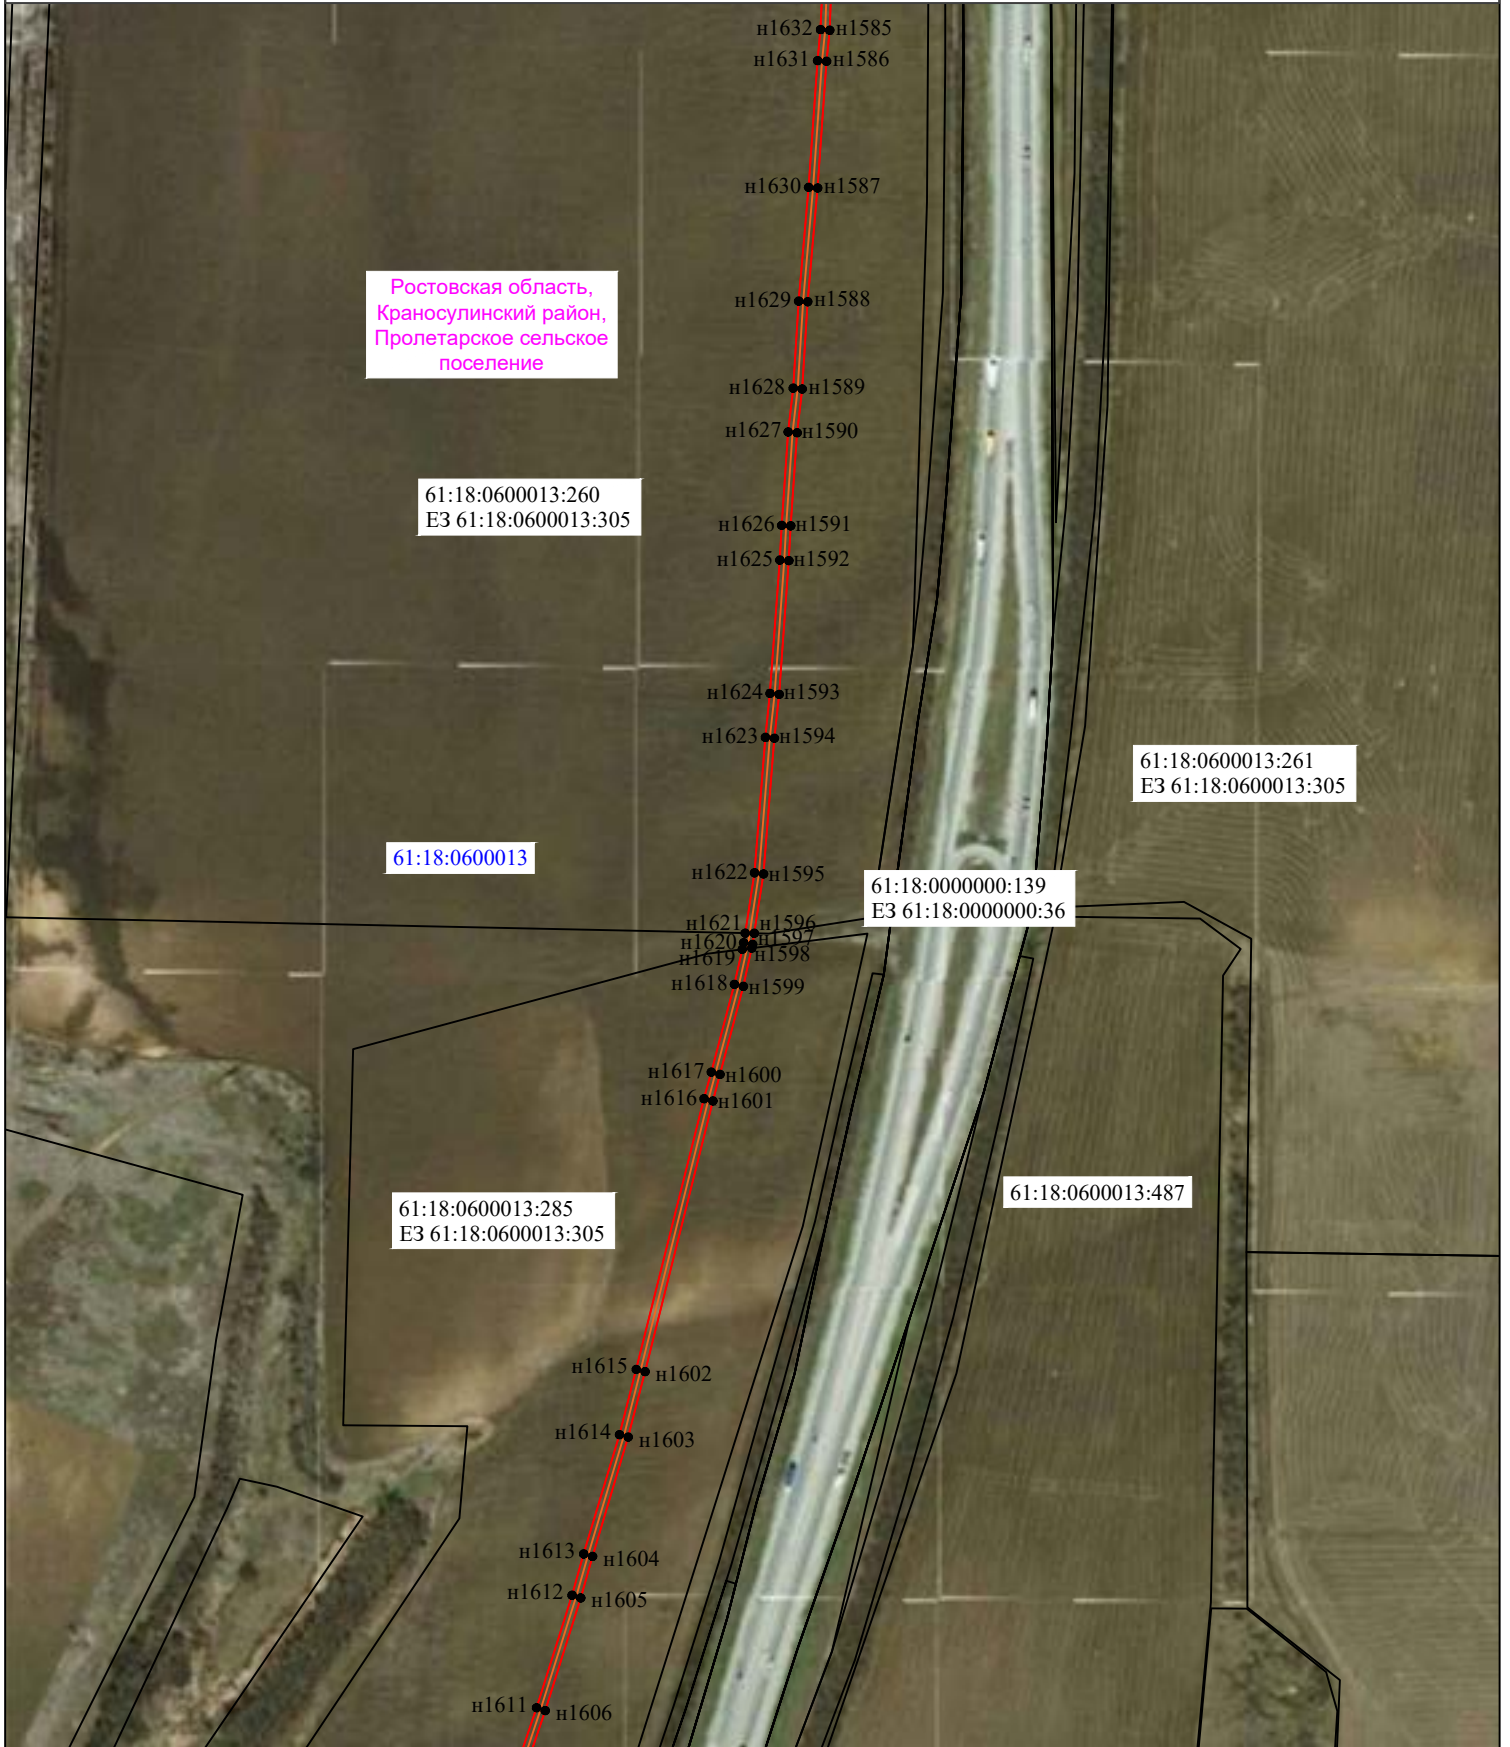 н1632 н1585
н1631 н1586
н1630 н1587
Ростовская область,
Краносулинский район,
Пролетарское сельское
поселение
н1629 н1588
н1628 н1589
н1627 н1590
61:18:0600013:260
ЕЗ 61:18:0600013:305
н1626 н1591
н1625 н1592
н1624 н1593
н1623 н1594
61:18:0600013:261
ЕЗ 61:18:0600013:305
61:18:0600013
н1622 н1595
61:18:0000000:139
ЕЗ 61:18:0000000:36
н1621 н1596
н1620 н1597
н1619 н1598
н1618 н1599
н1617 н1600
н1616 н1601
61:18:0600013:487
61:18:0600013:285
ЕЗ 61:18:0600013:305
н1615 н1602
н1614 н1603
н1613 н1604
н1612 н1605
н1611 н1606